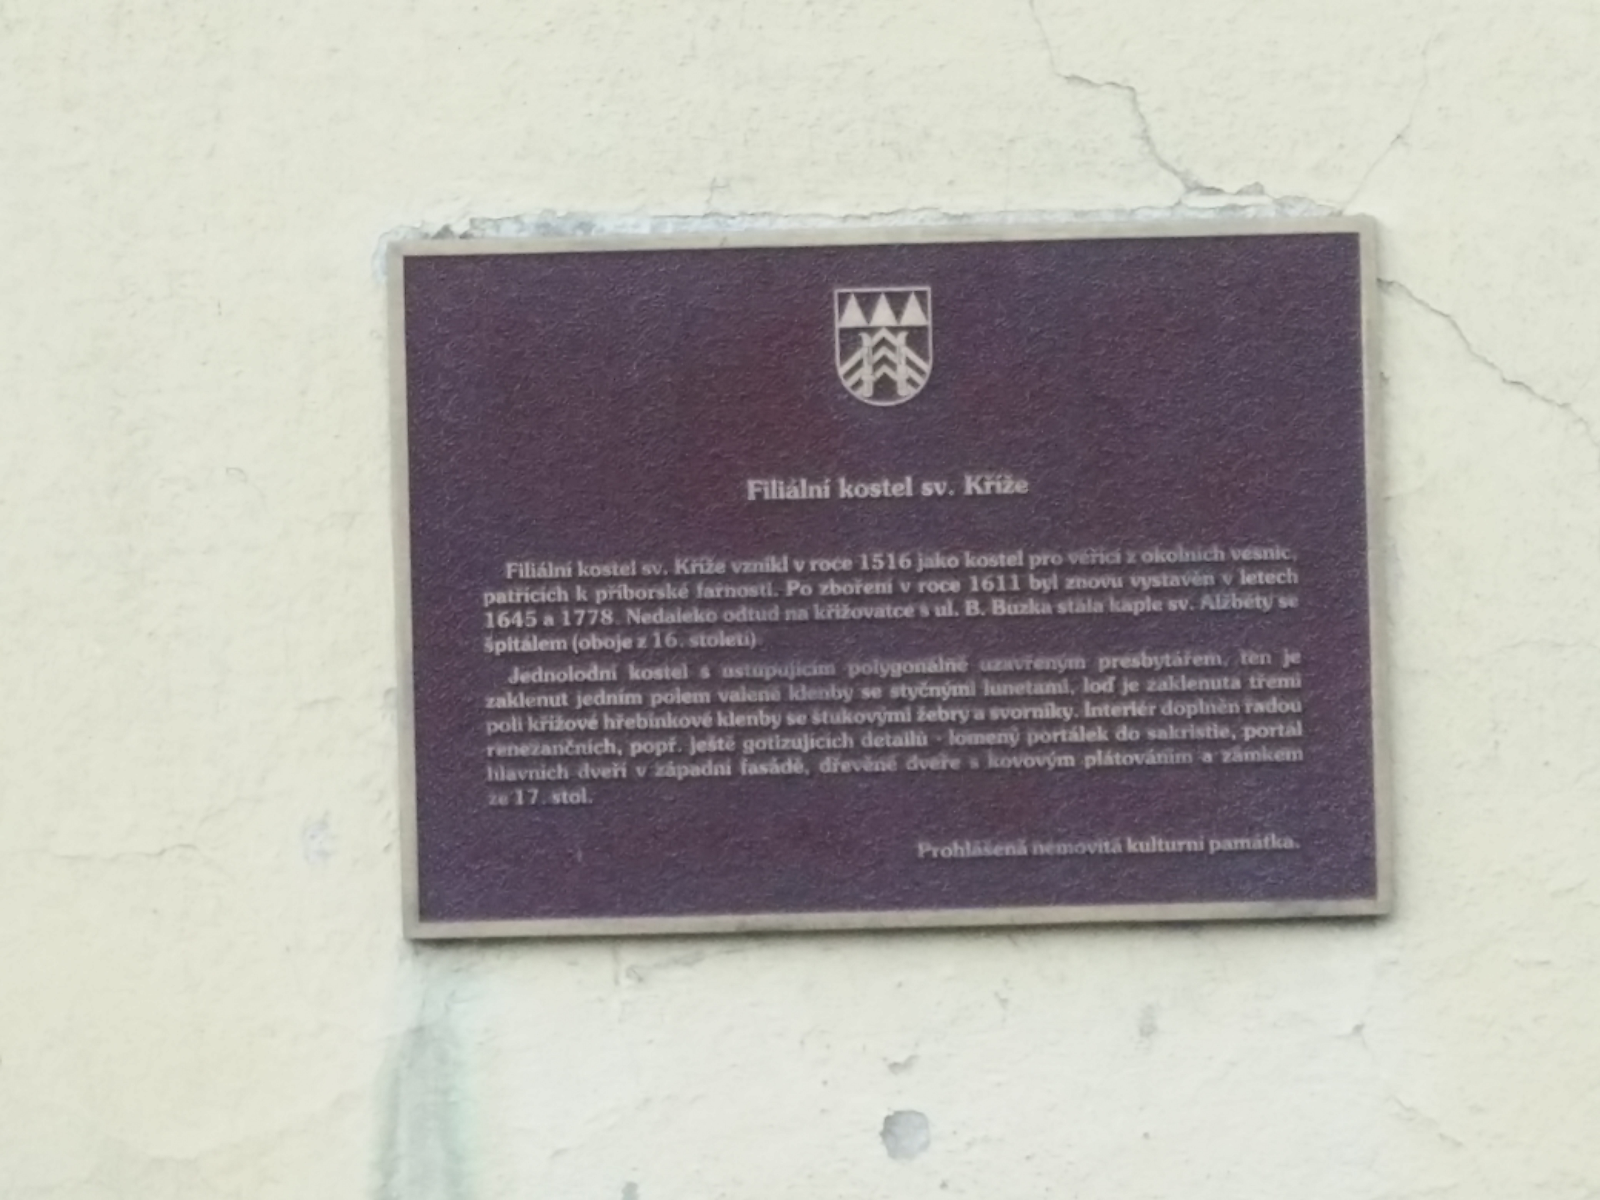 Filiální kostel sv. Kříže
Filiální kostel sv. Kříže vznikl v roce 1516 jako kostel pro věřící z okolních vesnic,
patřících k příborské farnosti. Po zboření v roce 1611 byl znovu vystavěn v letech
1645 a 1778. Nedaleko odtud na křižovatce s ul. B. Buzka stála kaple sv. Alžběty se
špitálem (oboje z 16. století).
Jednolodní kostel s ustupujícím polygonálně uzavřeným presbytářem, ten je
zaklenut jedním polem valené klenby se styčnými lunetami, loď je zaklenuta třemi
poli křížové hřebínkové klenby se štukovými žebry a svorníky. Interiér doplněn řadou
renezančních, popř. ještě gotizujících detailů - lomený portálek do sakristie, portál
hlavních dveří v západní fasádě, dřevěné dveře s kovovým plátováním a zámkem
ze 17. stol.
Prohlášená nemovitá kulturní památka.